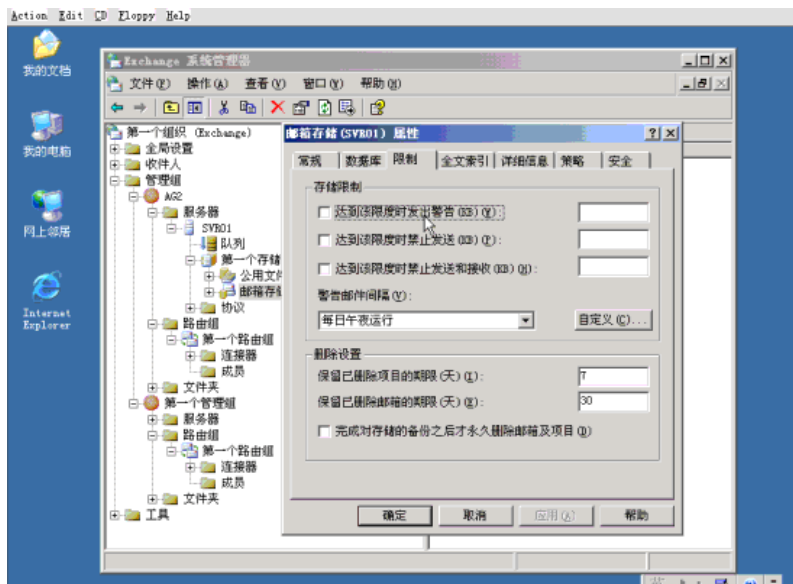 Action Edit CD Floppy Help
我的文档
我的电脑
网上邻居
Internet
Explorer
Exchange 系统管理器
文件(F) 操作(A) 查看(V) 窗口(W) 帮助(H)
第一个组织 (Exchange)
全局设置
收件人
管理组
AG2
服务器
SVR01
队列
第一个存储
公用文件
邮箱存储
协议
路由组
第一个路由组
连接器
成员
文件夹
第一个管理组
服务器
路由组
第一个路由组
连接器
成员
文件夹
工具
邮箱存储(SVR01) 属性
常规 数据库 限制 全文索引 详细信息 策略 安全
存储限制
达到该限度时发出警告(KB)(Y):
达到该限度时禁止发送(KB)(P):
达到该限度时禁止发送和接收(KB)(H):
警告邮件间隔(V):
每日午夜运行
自定义(C)...
删除设置
保留已删除项目的期限(天)(I): 7
保留已删除邮箱的期限(天)(E): 30
完成对存储的备份之后才永久删除邮箱及项目(D)
确定 取消 应用(A) 帮助